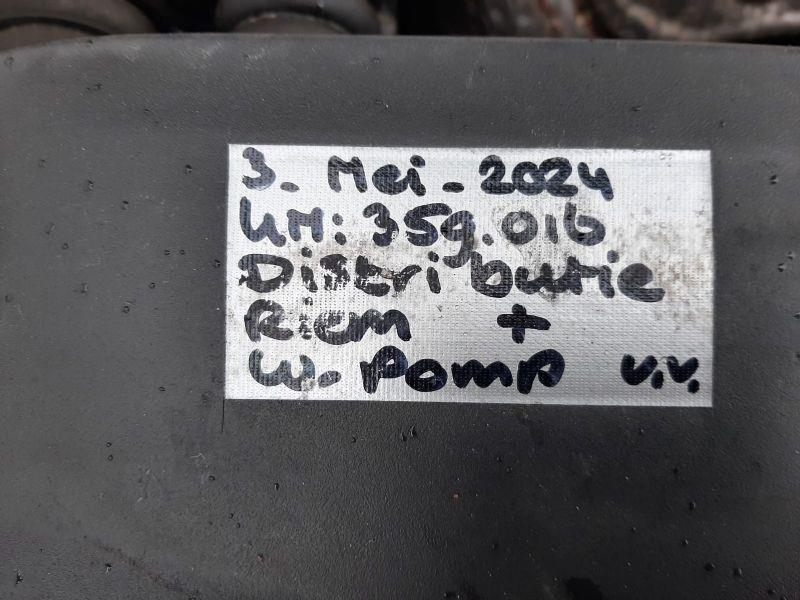 3. Mei - 2024
KM: 359.016
Distributie
Riem +
W. Pomp v.v.